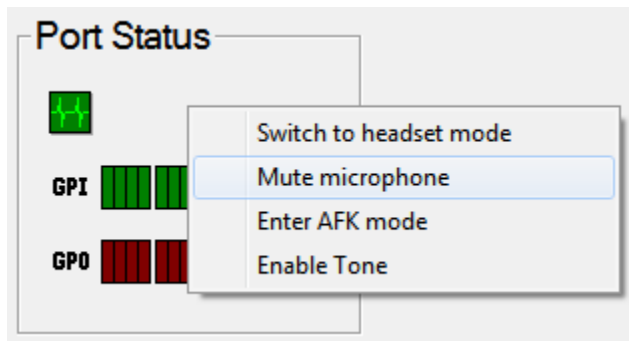 Port Status
Switch to headset mode
Mute microphone
GPI
Enter AFK mode
GPO
Enable Tone